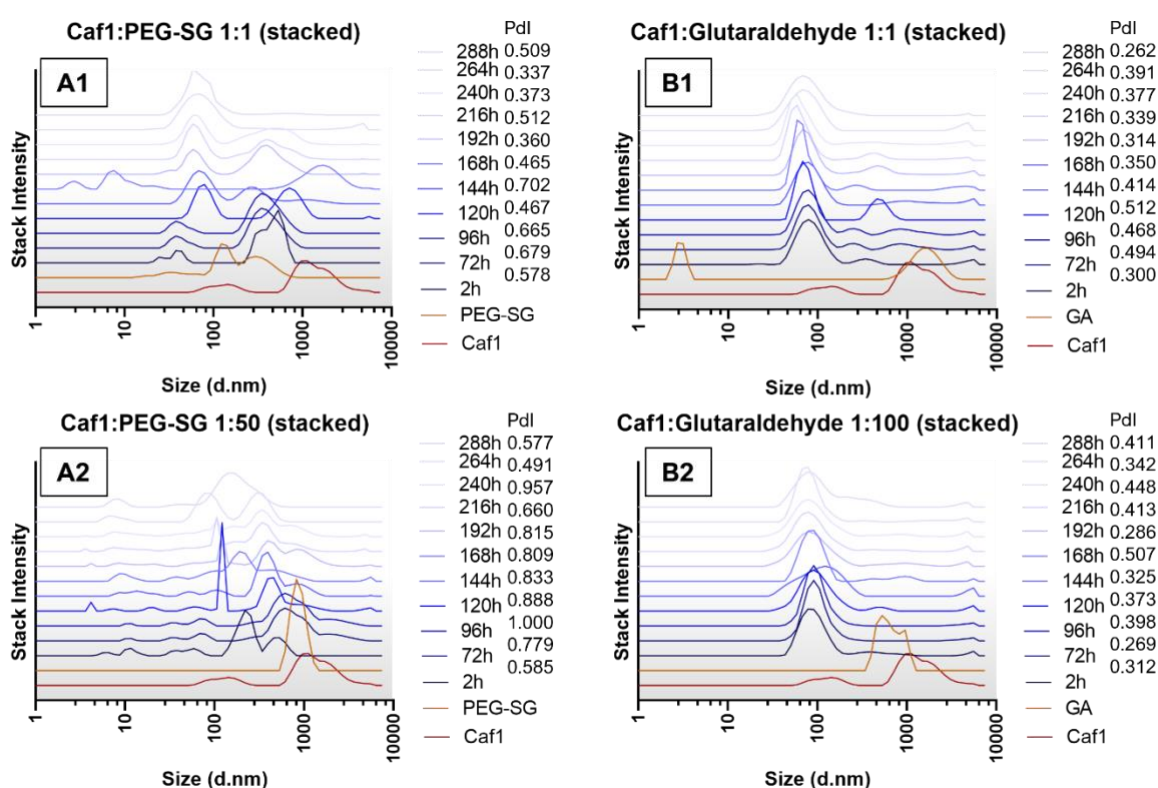 Caf1:PEG-SG 1:1 (stacked)
PdI
A1
288h 0.509
264h 0.337
240h 0.373
216h 0.512
192h 0.360
168h 0.465
144h 0.702
120h 0.467
96h 0.665
72h 0.679
2h 0.578
PEG-SG
Caf1
Stack Intensity
1
10
100
1000
10000
Size (d.nm)
Caf1:Glutaraldehyde 1:1 (stacked)
PdI
B1
288h 0.262
264h 0.391
240h 0.377
216h 0.339
192h 0.314
168h 0.350
144h 0.414
120h 0.512
96h 0.468
72h 0.494
2h 0.300
GA
Caf1
Stack Intensity
1
10
100
1000
10000
Size (d.nm)
Caf1:PEG-SG 1:50 (stacked)
PdI
A2
288h 0.577
264h 0.491
240h 0.957
216h 0.660
192h 0.815
168h 0.809
144h 0.833
120h 0.888
96h 1.000
72h 0.779
2h 0.585
PEG-SG
Caf1
Stack Intensity
1
10
100
1000
10000
Size (d.nm)
Caf1:Glutaraldehyde 1:100 (stacked)
PdI
B2
288h 0.411
264h 0.342
240h 0.448
216h 0.413
192h 0.286
168h 0.507
144h 0.325
120h 0.373
96h 0.398
72h 0.269
2h 0.312
GA
Caf1
Stack Intensity
1
10
100
1000
10000
Size (d.nm)